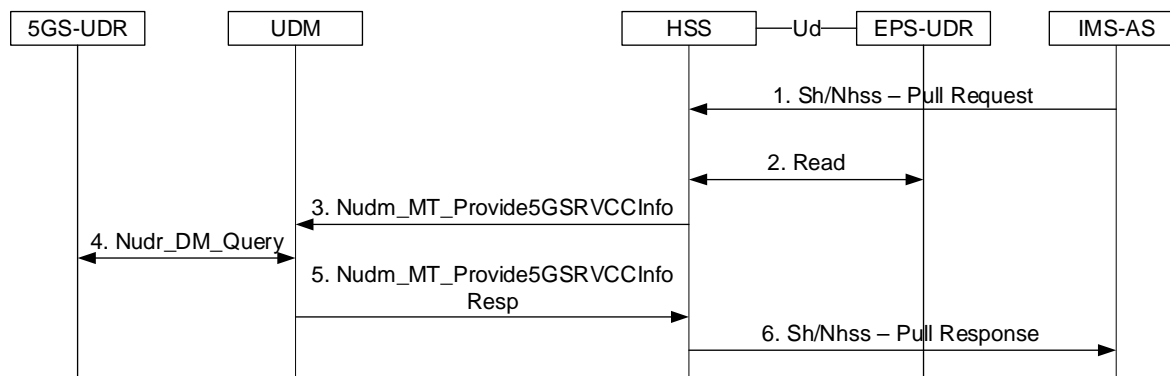 5GS-UDR
UDM
HSS
Ud
EPS-UDR
IMS-AS
1. Sh/Nhss – Pull Request
2. Read
3. Nudm_MT_Provide5GSRVCCInfo
4. Nudr_DM_Query
5. Nudm_MT_Provide5GSRVCCInfo
Resp
6. Sh/Nhss – Pull Response